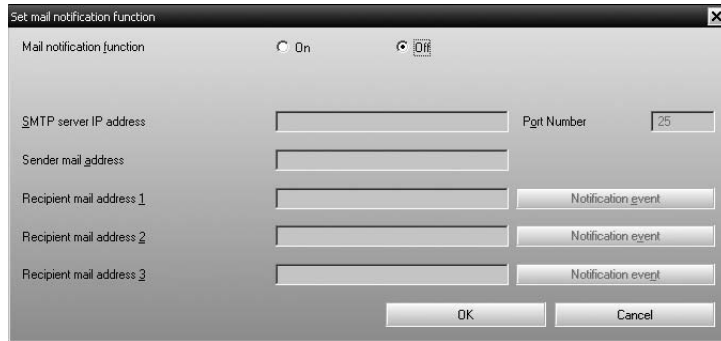 Set mail notification function
Mail notification function On Off
SMTP server IP address Port Number 25
Sender mail address
Recipient mail address 1 Notification event
Recipient mail address 2 Notification event
Recipient mail address 3 Notification event
OK Cancel